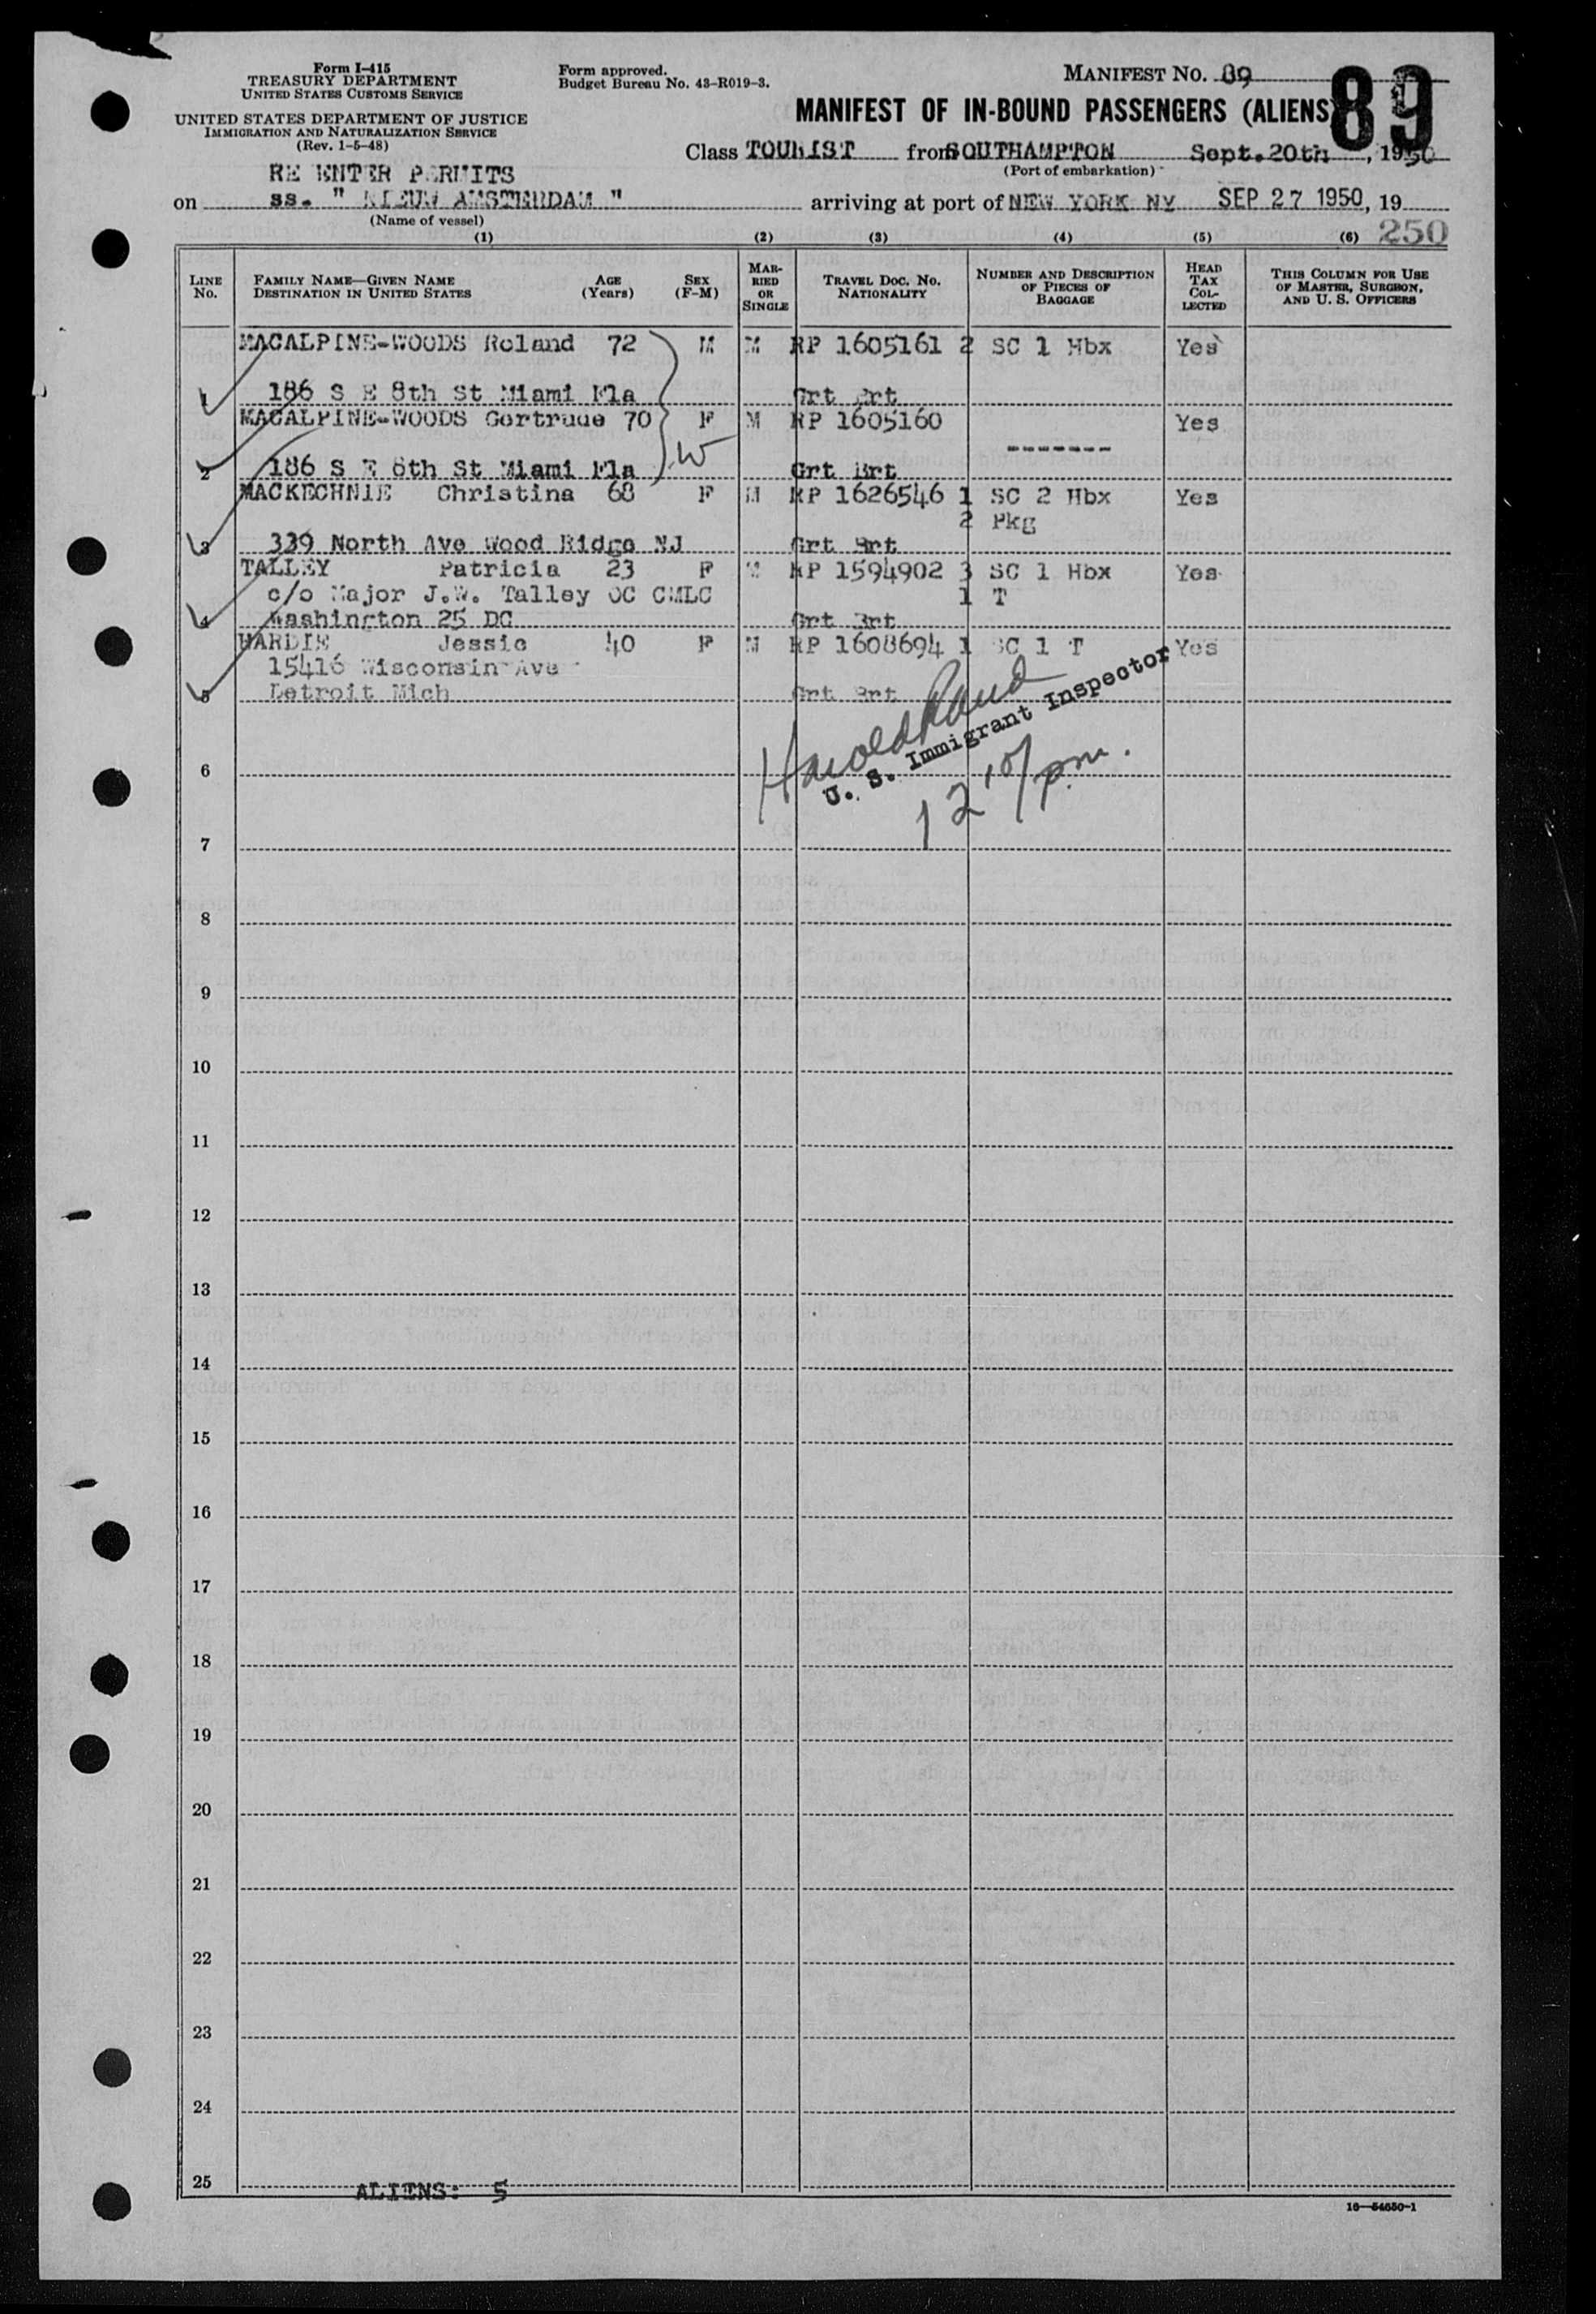 Form I-415
TREASURY DEPARTMENT
UNITED STATES CUSTOMS SERVICE
UNITED STATES DEPARTMENT OF JUSTICE
IMMIGRATION AND NATURALIZATION SERVICE
(Rev. 1-5-48)
Form approved.
Budget Bureau No. 43-R019-3.
MANIFEST No. 89
89
MANIFEST OF IN-BOUND PASSENGERS (ALIENS)
Class TOURIST from SOUTHAMPTON Sept. 20th, 1950
(Port of embarkation)
RE ENTER PERMITS
on ss. " NIEUW AMSTERDAM " arriving at port of NEW YORK NY SEP 27 1950, 19
(Name of vessel)
250
(1) (2) (3) (4) (5) (6)
LINE No. FAMILY NAME—GIVEN NAME DESTINATION IN UNITED STATES AGE (Years) SEX (F-M) MARRIED OR SINGLE TRAVEL DOC. No. NATIONALITY NUMBER AND DESCRIPTION OF PIECES OF BAGGAGE HEAD TAX COLLECTED THIS COLUMN FOR USE OF MASTER, SURGEON, AND U. S. OFFICERS
MACALPINE-WOODS Roland 72 M M RP 1605161 2 SC 1 Hbx Yes
1 186 S E 8th St Miami Fla Grt Brt
MACALPINE-WOODS Gertrude 70 F M RP 1605160 Yes
-------
W
2 186 S E 8th St Miami Fla Grt Brt
MACKECHNIE Christina 68 F M RP 1626546 1 SC 2 Hbx Yes
2 Pkg
3 339 North Ave Wood Ridge NJ Grt Brt
TALLEY Patricia 23 F M RP 1594902 3 SC 1 Hbx Yes
c/o Major J.W. Talley OC CMLC 1 T
4 Washington 25 DC Grt Brt
HARDIE Jessie 40 F M RP 1608694 1 SC 1 T Yes
15416 Wisconsin Ave
5 Detroit Mich Grt Brt
Harold Rand
U. S. Immigrant Inspector
12 10/pm.
6
7
8
9
10
11
12
13
14
15
16
17
18
19
20
21
22
23
24
25
ALIENS: 5
16—54650-1